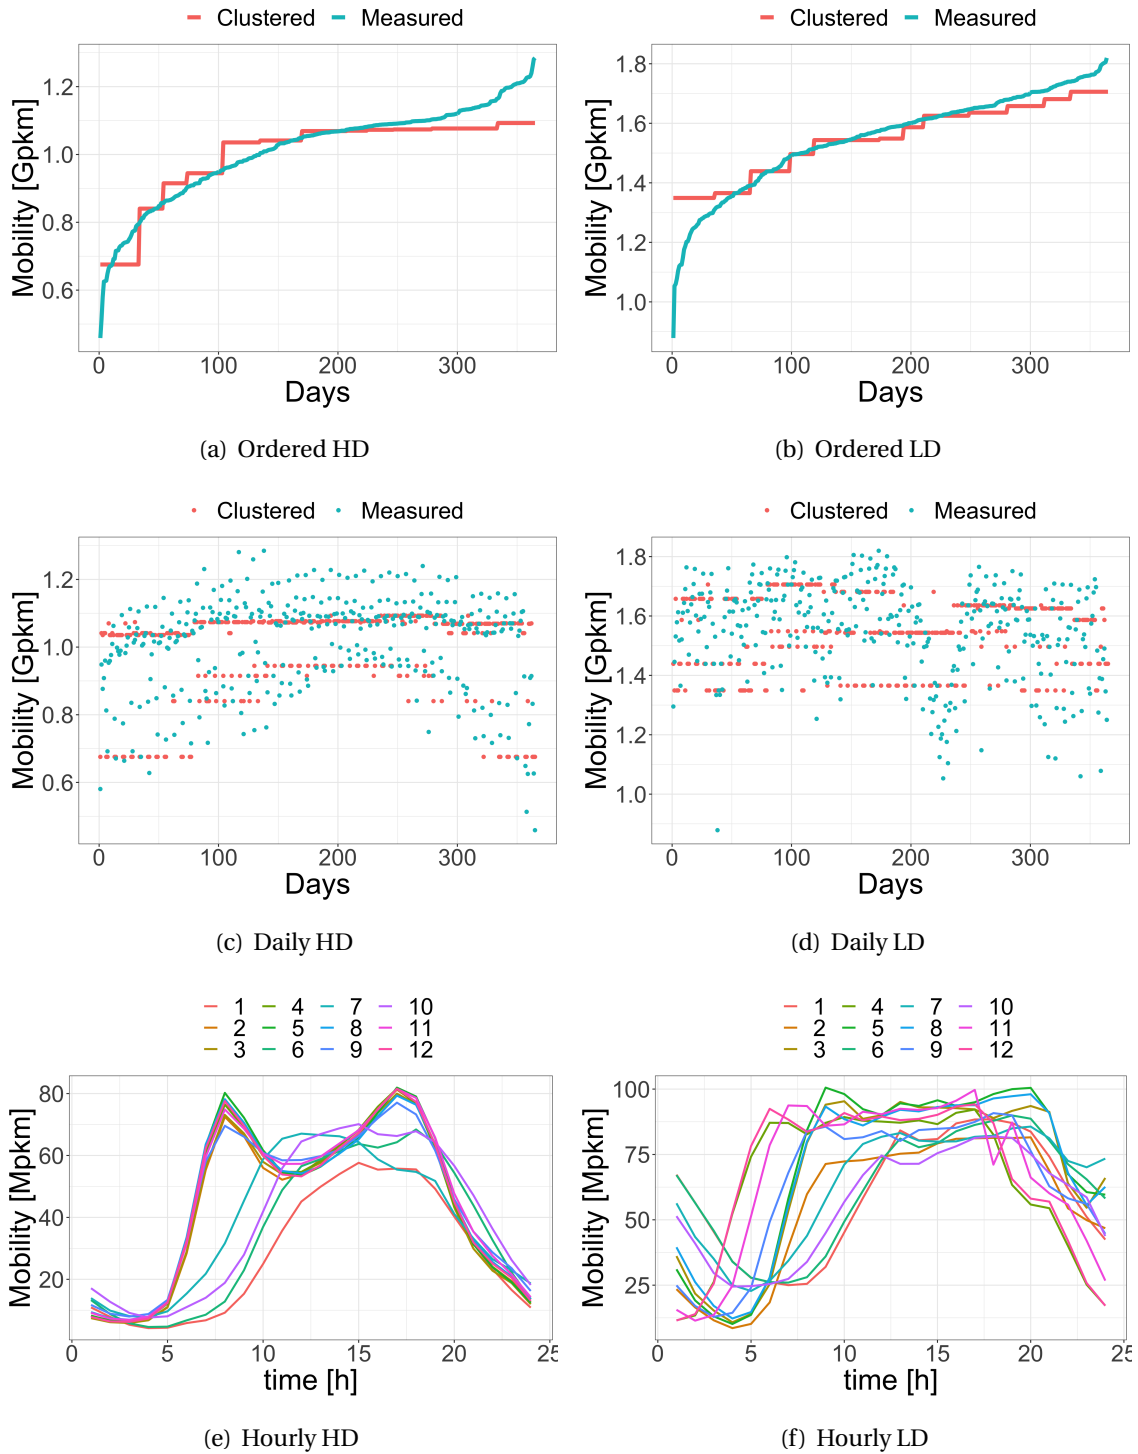 Clustered Measured
Mobility [Gpkm]
1.2
1.0
0.8
0.6
0 100 200 300
Days
(a) Ordered HD
Clustered Measured
Mobility [Gpkm]
1.8
1.6
1.4
1.2
1.0
0 100 200 300
Days
(b) Ordered LD
Clustered Measured
Mobility [Gpkm]
1.2
1.0
0.8
0.6
0 100 200 300
Days
(c) Daily HD
Clustered Measured
Mobility [Gpkm]
1.8
1.6
1.4
1.2
1.0
0 100 200 300
Days
(d) Daily LD
1 4 7 10
2 5 8 11
3 6 9 12
Mobility [Mpkm]
80
60
40
20
0 5 10 15 20 25
time [h]
(e) Hourly HD
1 4 7 10
2 5 8 11
3 6 9 12
Mobility [Mpkm]
100
75
50
25
0 5 10 15 20 25
time [h]
(f) Hourly LD